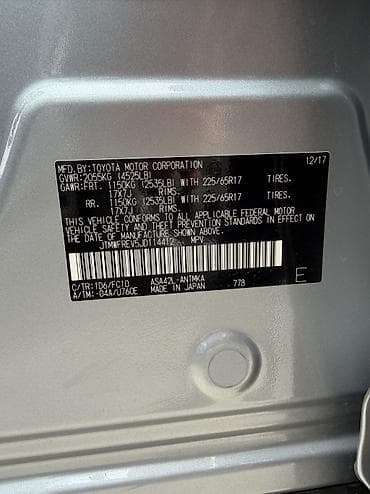 MFD.BY:TOYOTA MOTOR CORPORATION 12/17
GVWR:2055KG (4525LB)
GAWR:FRT. 1150KG (2535LB) WITH 225/65R17 TIRES,
17X7J RIMS,
RR. 1150KG (2535LB) WITH 225/65R17 TIRES,
17X7J RIMS,
THIS VEHICLE CONFORMS TO ALL APPLICABLE FEDERAL MOTOR
VEHICLE SAFETY, BUMPER, AND
THEFT PREVENTION STANDARDS IN EFFECT ON
THE DATE OF MANUFACTURE SHOWN ABOVE.
MPV
C/TR:1D6/FC10 ASA42L-ANTMKA
A/TM:-04A/U760E MADE IN JAPAN 778
E